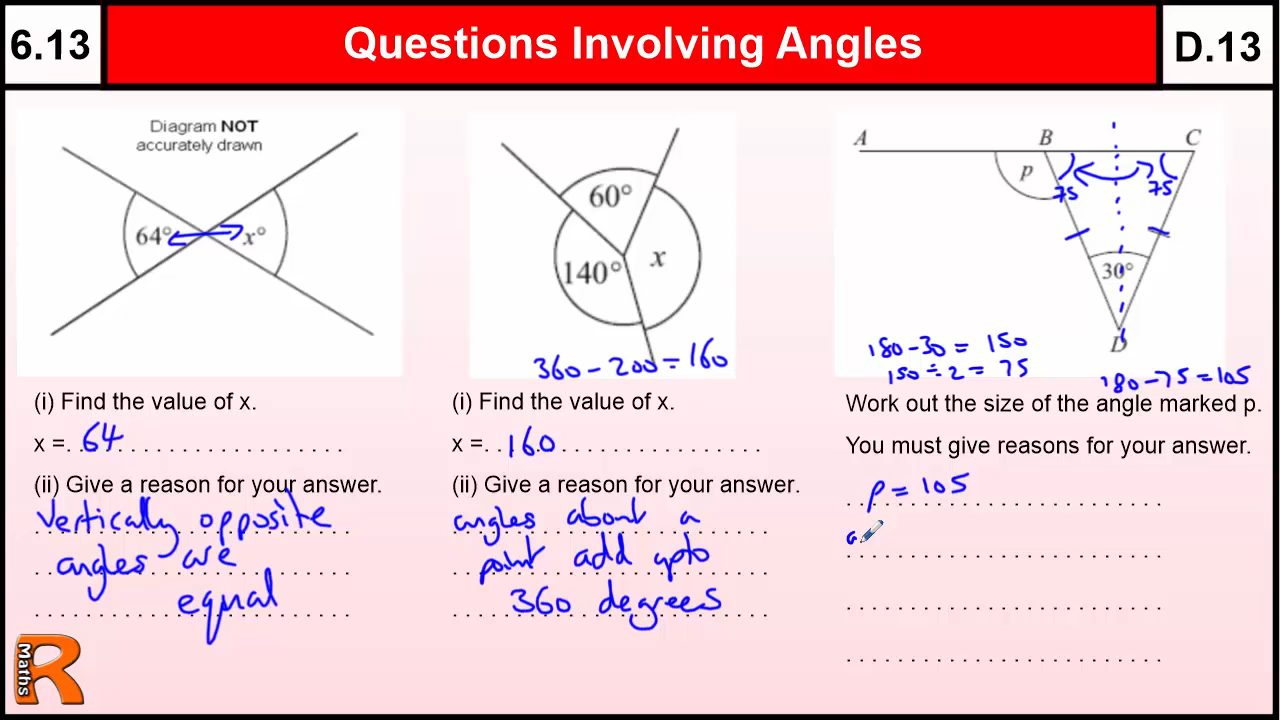 6.13
Questions Involving Angles
D.13
Diagram NOT
accurately drawn
64°
x°
60°
140°
x
360 - 200 = 160
A
B
C
p
75
75
30°
D
180 - 30 = 150
150 ÷ 2 = 75
180 - 75 = 105
(i) Find the value of x.
x = 64
(ii) Give a reason for your answer.
Vertically opposite
angles are
equal
(i) Find the value of x.
x = 160
(ii) Give a reason for your answer.
angles about a
point add upto
360 degrees
Work out the size of the angle marked p.
You must give reasons for your answer.
p = 105
a
R
Maths